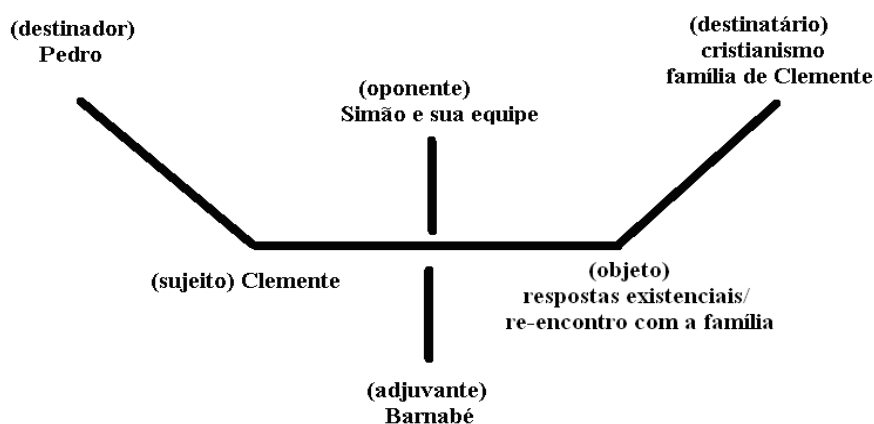 (destinador)
Pedro
(oponente)
Simão e sua equipe
(destinatário)
cristianismo
família de Clemente
(sujeito) Clemente
(objeto)
respostas existenciais/
re-encontro com a família
(adjuvante)
Barnabé